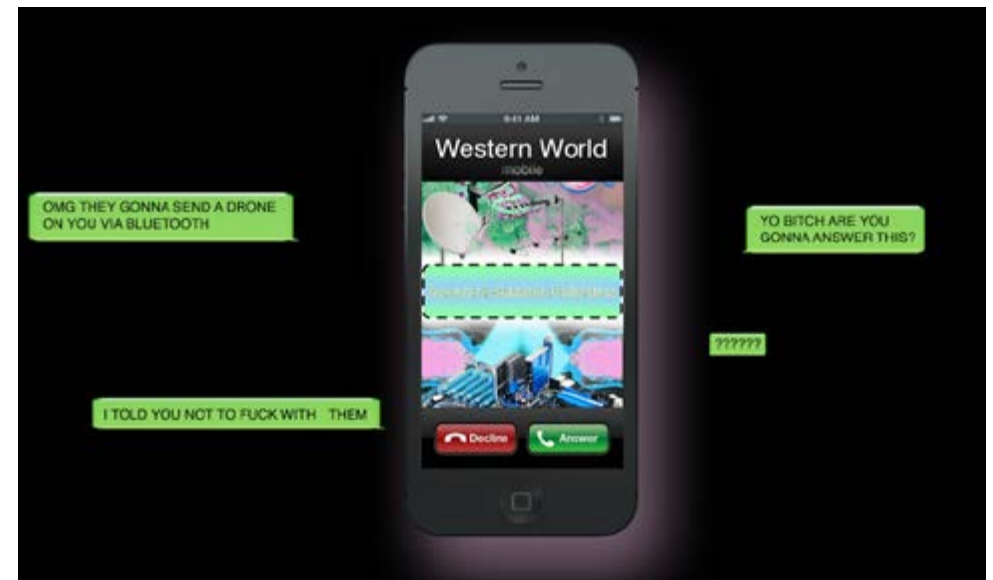 9:41 AM
Western World
mobile
OMG THEY GONNA SEND A DRONE
ON YOU VIA BLUETOOTH
YO BITCH ARE YOU
GONNA ANSWER THIS?
??????
I TOLD YOU NOT TO FUCK WITH THEM
Decline
Answer